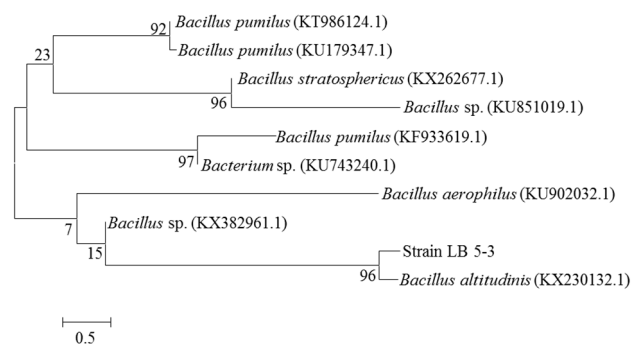 Bacillus pumilus (KT986124.1)
92
Bacillus pumilus (KU179347.1)
23
Bacillus stratosphericus (KX262677.1)
96
Bacillus sp. (KU851019.1)
Bacillus pumilus (KF933619.1)
97
Bacterium sp. (KU743240.1)
Bacillus aerophilus (KU902032.1)
7
Bacillus sp. (KX382961.1)
15
Strain LB 5-3
96
Bacillus altitudinis (KX230132.1)
0.5